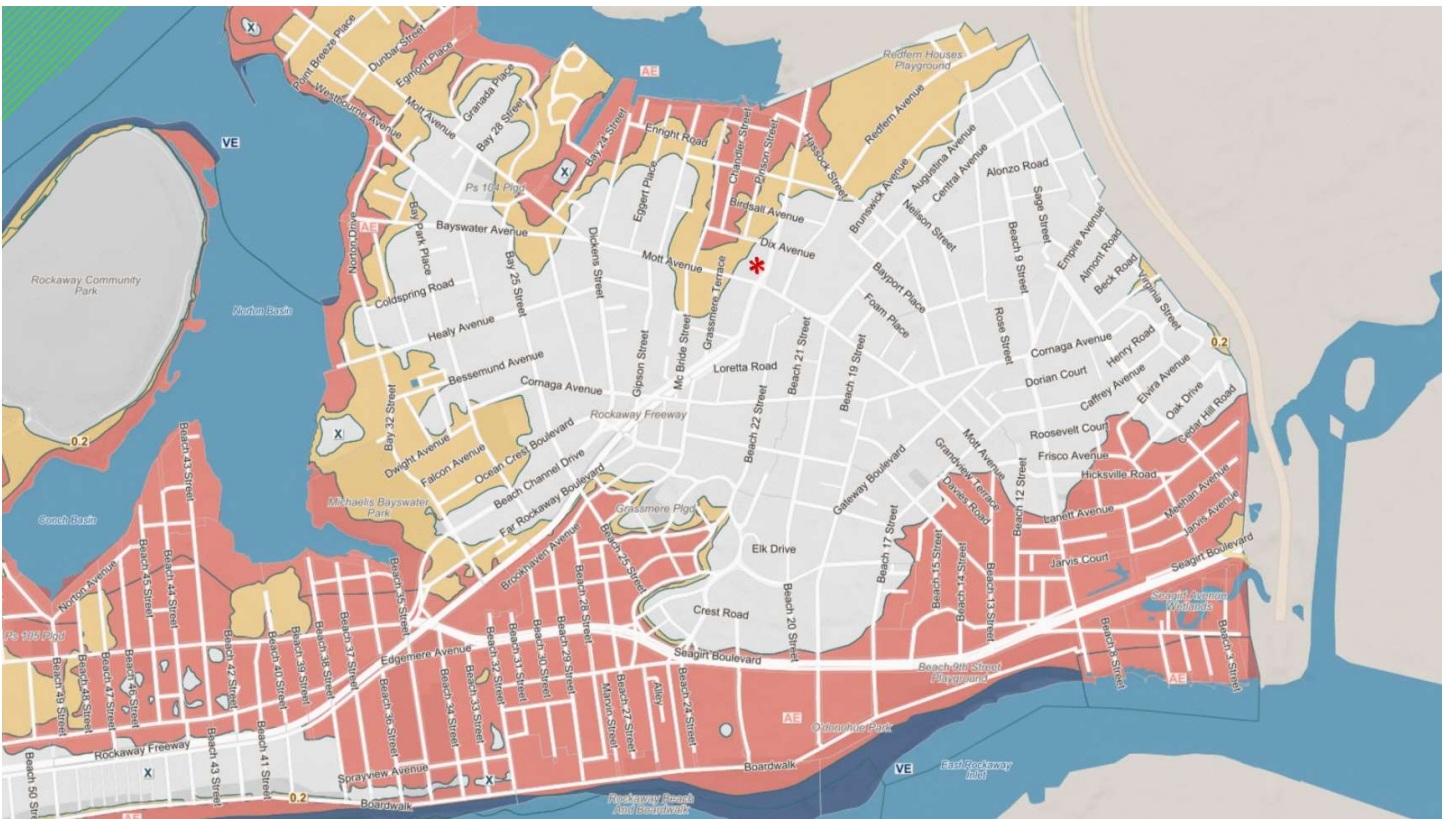 X
Point Breeze Place
Dunbar Street
Egmont Place
Westbourne Avenue
Mott Avenue
Granada Place
Bay 28 Street
AE
Redfern Houses
Playground
VE
Bay 24 Street
Enright Road
Chandler Street
Pinson Street
Hassock Street
Redfern Avenue
Augustina Avenue
Central Avenue
Alonzo Road
X
Ps 104 Plgd
Eggert Place
Birdsall Avenue
Brunswick Avenue
Neilson Street
Sage Street
Norton Drive
AE
Bay Park Place
Bayswater Avenue
Bay 25 Street
Dickens Street
Mott Avenue
Dix Avenue
*
Beach 9 Street
Empire Avenue
Almont Road
Beck Road
Virginia Street
Rockaway Community
Park
Norton Basin
Coldspring Road
Healy Avenue
Grassmere Terrace
Bayport Place
Foam Place
Rose Street
0.2
Bessemund Avenue
Cornaga Avenue
Gipson Street
Mc Bride Street
Loretta Road
Beach 21 Street
Beach 19 Street
Cornaga Avenue
Henry Road
Dorian Court
Caffrey Avenue
Elvira Avenue
Oak Drive
Cedar Hill Road
Rockaway Freeway
Beach 22 Street
X
Bay 32 Street
0.2
Beach 43 Street
Dwight Avenue
Falcon Avenue
Ocean Crest Boulevard
Beach Channel Drive
Far Rockaway Boulevard
Roosevelt Court
Frisco Avenue
Hicksville Road
Mott Avenue
Grandview Terrace
Davies Road
Beach 12 Street
Gateway Boulevard
Michaelis Bayswater
Park
Grassmere Plgd
Lanett Avenue
Meehan Avenue
Jarvis Avenue
Conch Basin
Brookhaven Avenue
Beach 25 Street
Elk Drive
Beach 17 Street
Beach 15 Street
Beach 14 Street
Beach 13 Street
Jarvis Court
Seagirt Boulevard
Norton Avenue
Beach 45 Street
Beach 44 Street
Beach 35 Street
Beach 28 Street
Crest Road
Beach 20 Street
Seagirt Avenue
Wetlands
Ps 105 Plgd
Beach 49 Street
Beach 48 Street
Beach 47 Street
Beach 46 Street
Beach 42 Street
Beach 40 Street
Beach 39 Street
Beach 38 Street
Beach 37 Street
Edgemere Avenue
Beach 32 Street
Beach 31 Street
Beach 30 Street
Beach 29 Street
Seagirt Boulevard
Beach 9th Street
Playground
AE
Beach 36 Street
Beach 34 Street
Beach 33 Street
Marvin Street
Beach 27 Street
Alley
Beach 24 Street
AE
O'donohue Park
Rockaway Freeway
X
Beach 43 Street
Beach 41 Street
Sprayview Avenue
X
Boardwalk
VE
East Rockaway
Inlet
0.2
Boardwalk
Rockaway Beach
And Boardwalk
AE